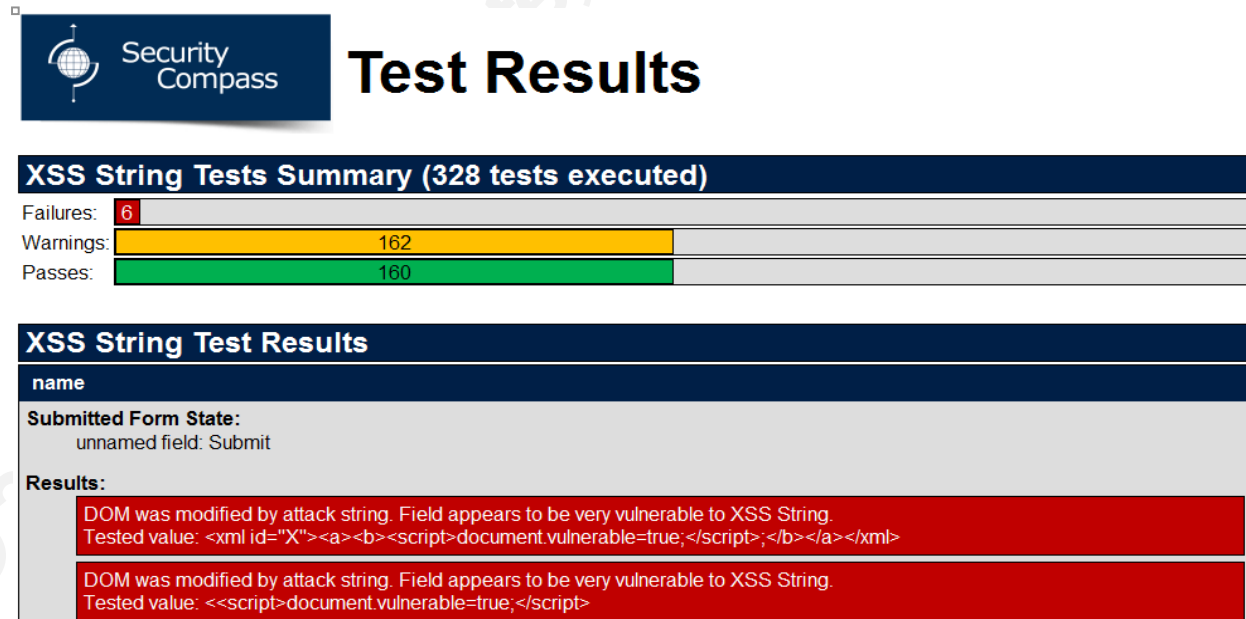 Security
Compass
Test Results
XSS String Tests Summary (328 tests executed)
Failures: 6
Warnings: 162
Passes: 160
XSS String Test Results
name
Submitted Form State:
unnamed field: Submit
Results:
DOM was modified by attack string. Field appears to be very vulnerable to XSS String.
Tested value: <xml id="X"><a><b><script>document.vulnerable=true;</script>;</b></a></xml>
DOM was modified by attack string. Field appears to be very vulnerable to XSS String.
Tested value: <<script>document.vulnerable=true;</script>